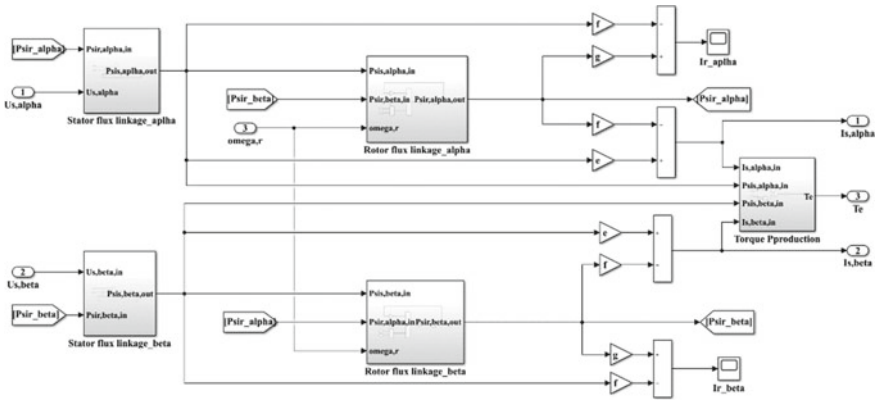 [Psir_alpha]
Psir,alpha,in
Psis,aplha,out
1
Us,alpha
Us,alpha
Stator flux linkage_aplha
[Psir_beta]
3
omega,r
Psis,alpha,in
Psir,beta,in
Psir,alpha,out
omega,r
Rotor flux linkage_alpha
f
g
Ir_aplha
[Psir_alpha]
f
e
1
Is,alpha
Is,alpha,in
Psis,alpha,in
Psis,beta,in
Is,beta,in
Te
Torque Pproduction
3
Te
2
Is,beta
e
f
2
Us,beta
Us,beta,in
Psis,beta,out
[Psir_beta]
Psir,beta,in
Stator flux linkage_beta
[Psir_alpha]
Psis,beta,in
Psir,alpha,in
Psir,beta,out
omega,r
Rotor flux linkage_beta
[Psir_beta]
g
f
Ir_beta